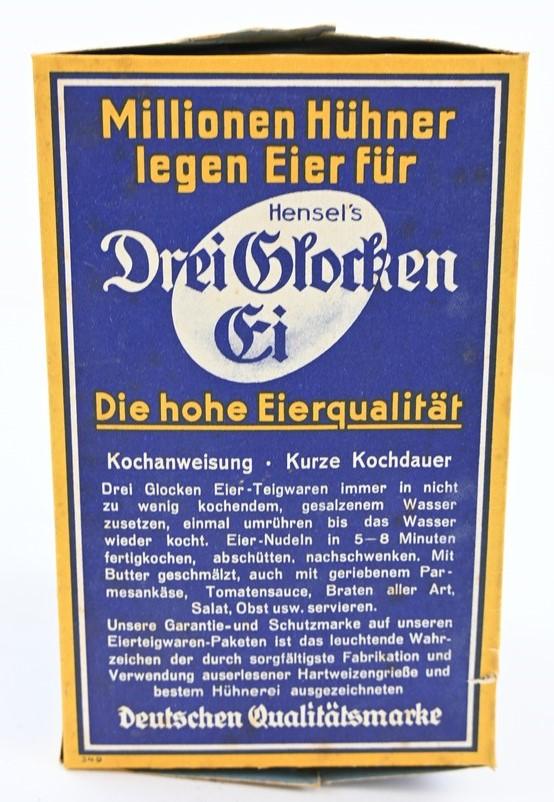 Millionen Hühner
legen Eier für
Hensel's
Drei Glocken
Ei
Die hohe Eierqualität
Kochanweisung · Kurze Kochdauer
Drei Glocken Eier-Teigwaren immer in nicht
zu wenig kochendem, gesalzenem Wasser
zusetzen, einmal umrühren bis das Wasser
wieder kocht. Eier-Nudeln in 5–8 Minuten
fertigkochen, abschütten, nachschwenken. Mit
Butter geschmälzt, auch mit geriebenem Par-
mesankäse, Tomatensauce, Braten aller Art,
Salat, Obst usw. servieren.
Unsere Garantie- und Schutzmarke auf unseren
Eierteigwaren-Paketen ist das leuchtende Wahr-
zeichen der durch sorgfältigste Fabrikation und
Verwendung auserlesener Hartweizengrieße und
bestem Hühnerei ausgezeichneten
Deutschen Qualitätsmarke
349